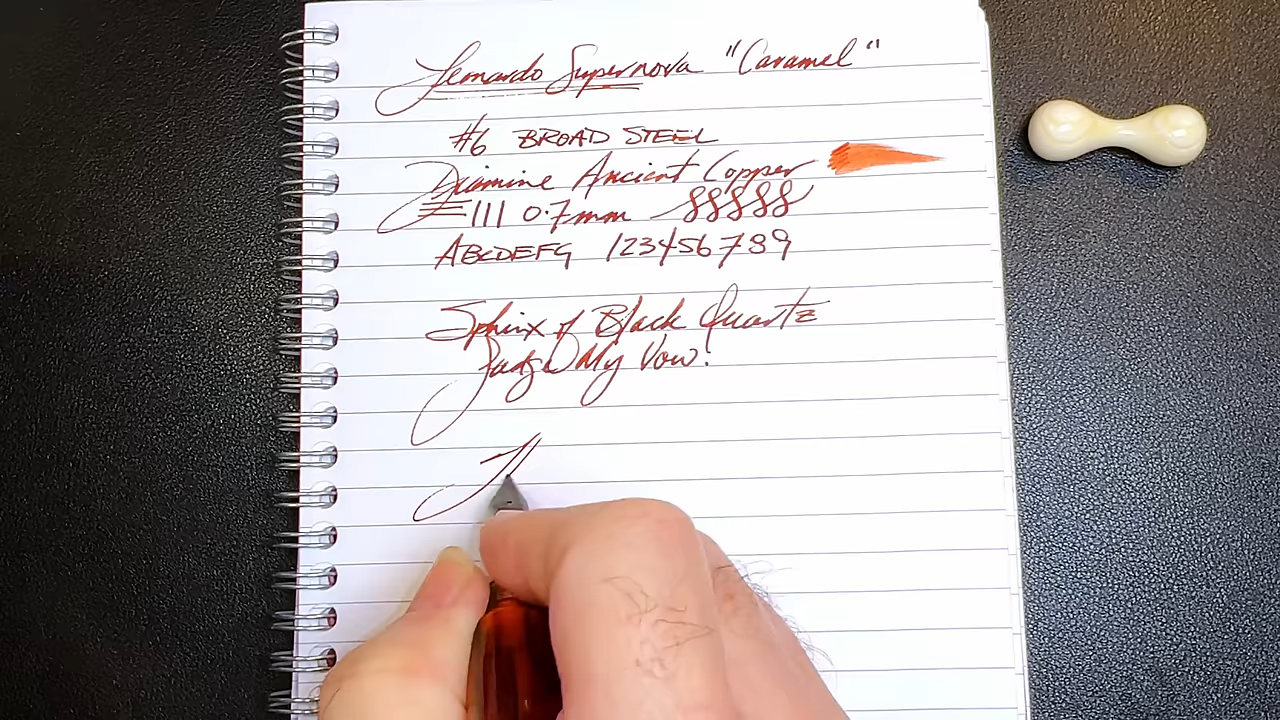 Leonardo Supernova "Caramel"
#6 BROAD STEEL
Diamine Ancient Copper
111 0.7mm
ABCDEFG 123456789
Sphinx of Black Quartz
Judge My Vow!